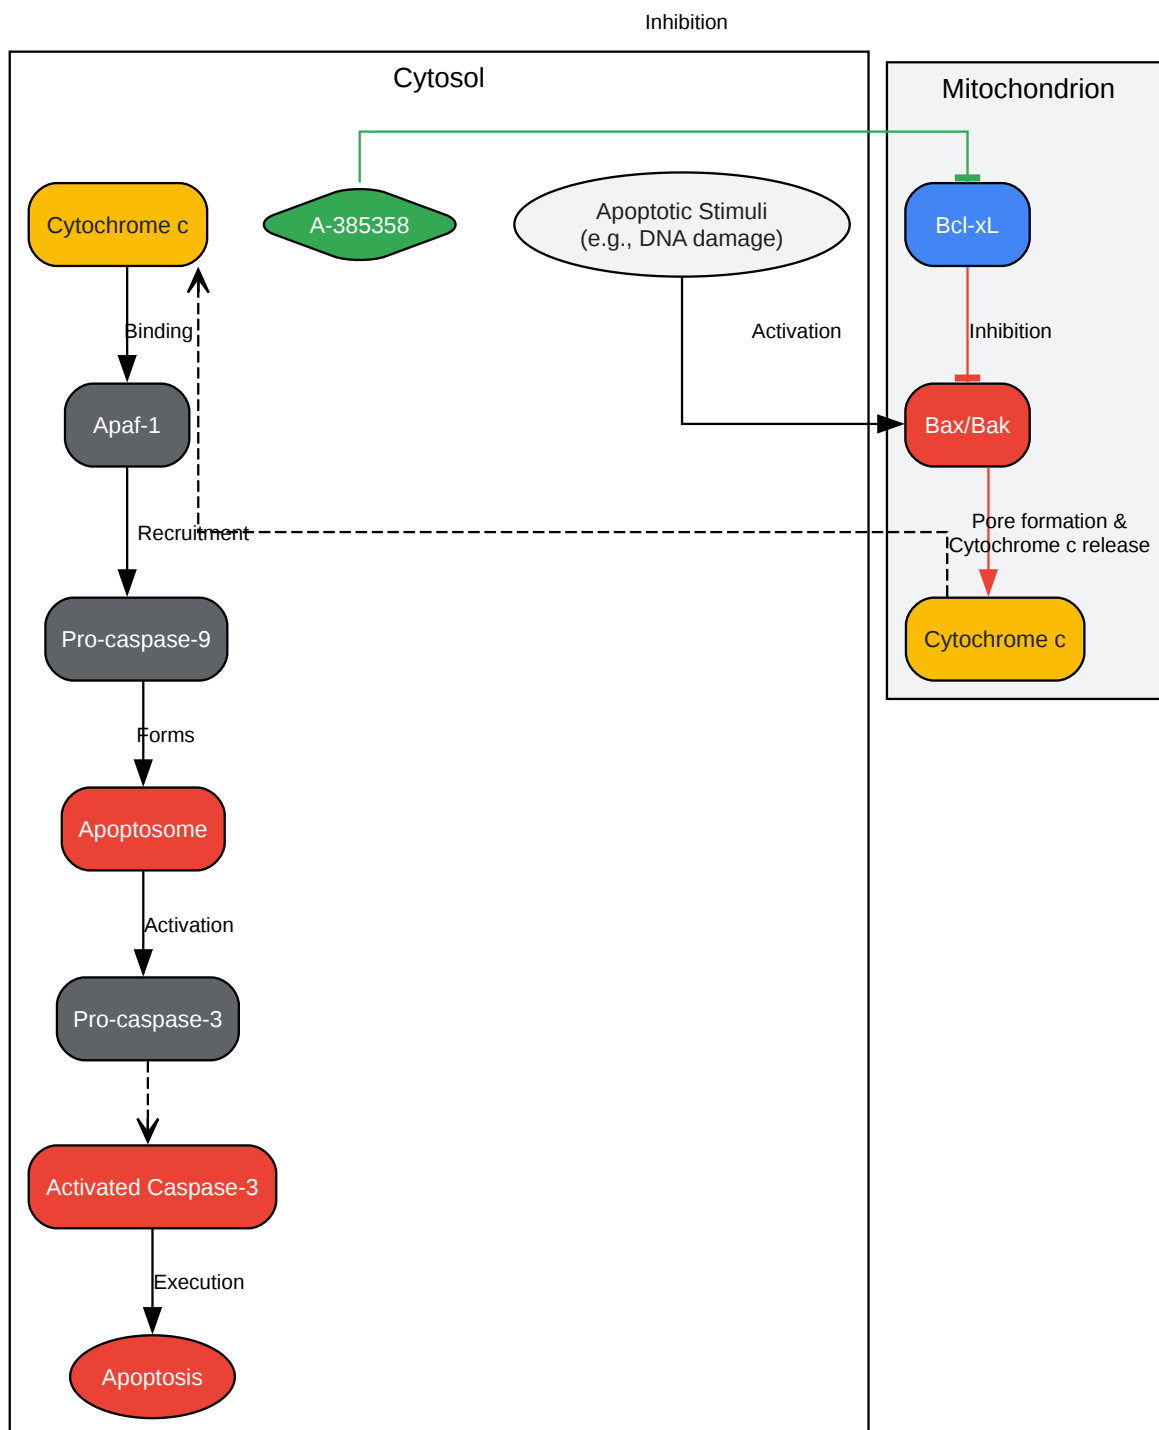 Inhibition
Cytosol
Mitochondrion
Cytochrome c
A-385358
Apoptotic Stimuli
(e.g., DNA damage)
Bcl-xL
Binding
Activation
Inhibition
Apaf-1
Bax/Bak
Recruitment
Pore formation &
Cytochrome c release
Pro-caspase-9
Cytochrome c
Forms
Apoptosome
Activation
Pro-caspase-3
Activated Caspase-3
Execution
Apoptosis